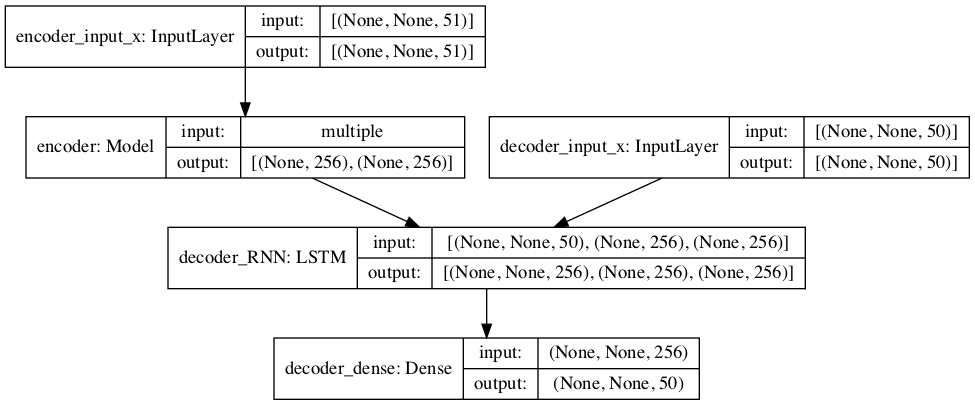 encoder_input_x: InputLayer
input: [(None, None, 51)]
output: [(None, None, 51)]
encoder: Model
input: multiple
output: [(None, 256), (None, 256)]
decoder_input_x: InputLayer
input: [(None, None, 50)]
output: [(None, None, 50)]
decoder_RNN: LSTM
input: [(None, None, 50), (None, 256), (None, 256)]
output: [(None, None, 256), (None, 256), (None, 256)]
decoder_dense: Dense
input: (None, None, 256)
output: (None, None, 50)